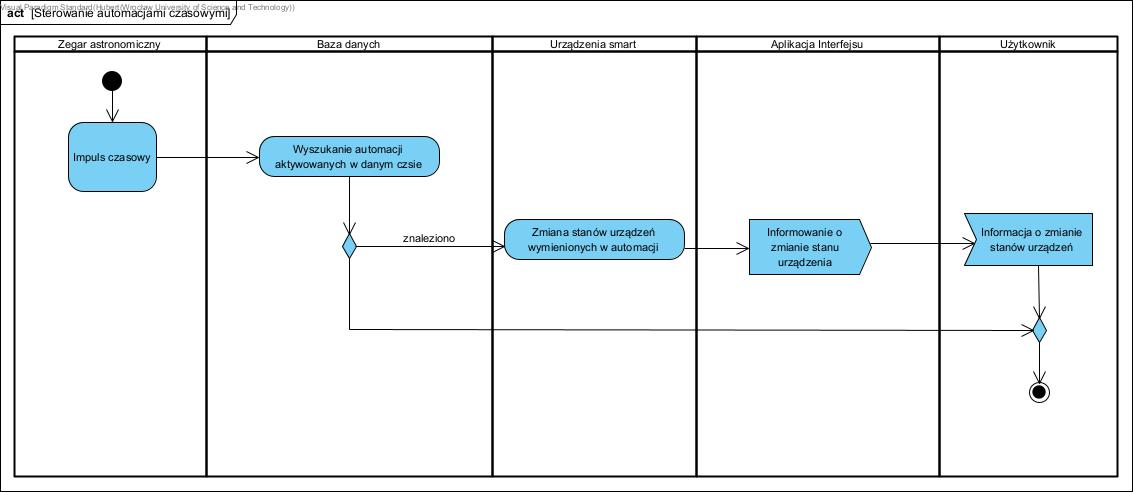 Visual Paradigm Standard(Hubert(Wrocław University of Science and Technology))
act [Sterowanie automacjami czasowymi]
Zegar astronomiczny
Baza danych
Urządzenia smart
Aplikacja Interfejsu
Użytkownik
Impuls czasowy
Wyszukanie automacji
aktywowanych w danym czsie
znaleziono
Zmiana stanów urządzeń
wymienionych w automacji
Informowanie o
zmianie stanu
urządzenia
Informacja o zmianie
stanów urządzeń